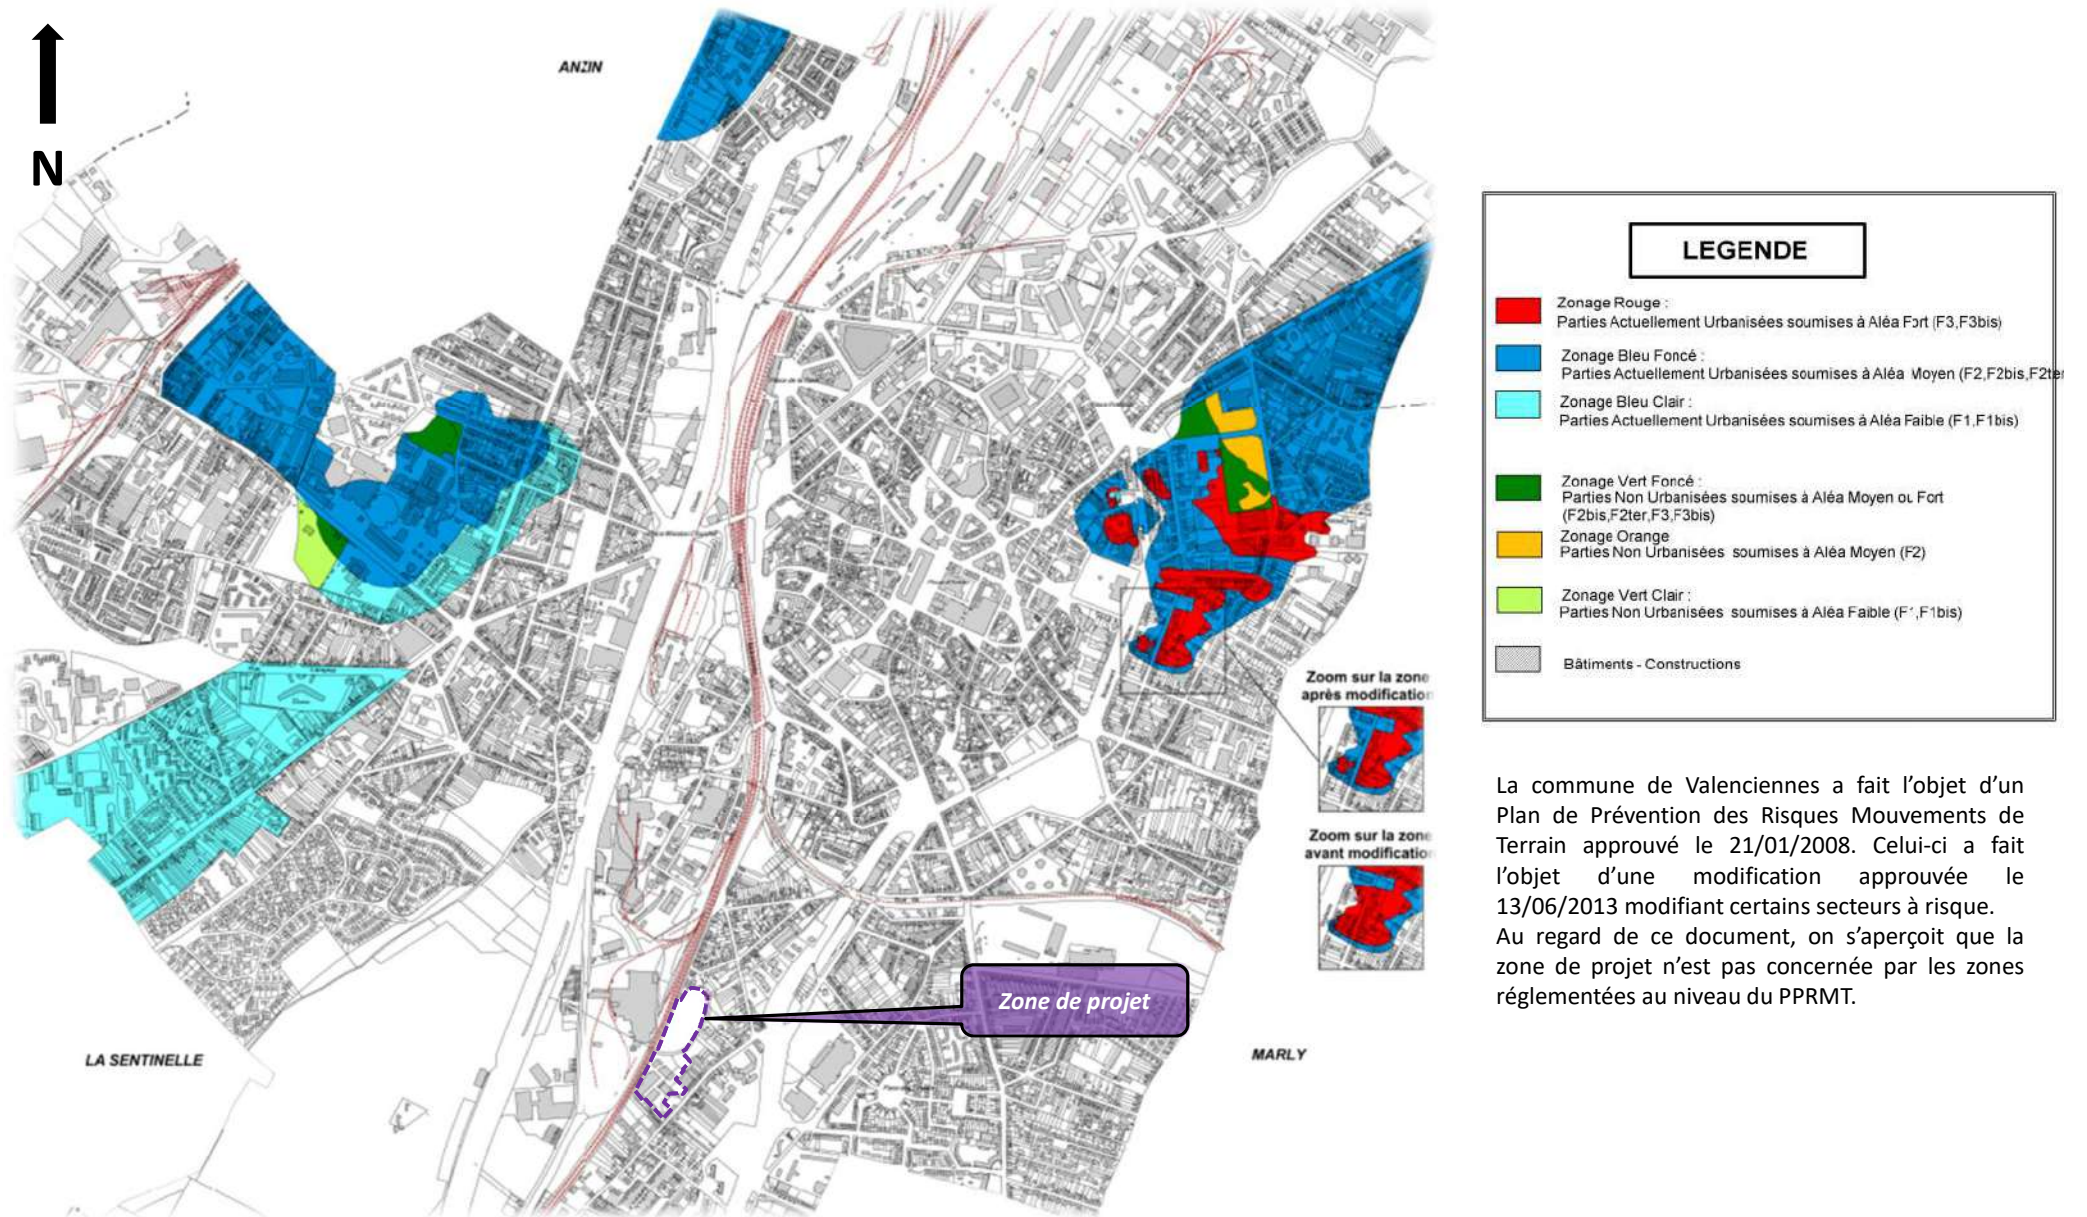 N
ANZIN
LA SENTINELLE
MARLY
Zone de projet
Zoom sur la zone
après modification
Zoom sur la zone
avant modification
LEGENDE
Zonage Rouge :
Parties Actuellement Urbanisées soumises à Aléa Fort (F3,F3bis)
Zonage Bleu Foncé :
Parties Actuellement Urbanisées soumises à Aléa Moyen (F2,F2bis,F2ter
Zonage Bleu Clair :
Parties Actuellement Urbanisées soumises à Aléa Faible (F1,F1bis)
Zonage Vert Foncé :
Parties Non Urbanisées soumises à Aléa Moyen ou Fort
(F2bis,F2ter,F3,F3bis)
Zonage Orange
Parties Non Urbanisées soumises à Aléa Moyen (F2)
Zonage Vert Clair :
Parties Non Urbanisées soumises à Aléa Faible (F1,F1bis)
Bâtiments - Constructions
La commune de Valenciennes a fait l’objet d’un
Plan de Prévention des Risques Mouvements de
Terrain approuvé le 21/01/2008. Celui-ci a fait
l’objet d’une modification approuvée le
13/06/2013 modifiant certains secteurs à risque.
Au regard de ce document, on s’aperçoit que la
zone de projet n’est pas concernée par les zones
réglementées au niveau du PPRMT.